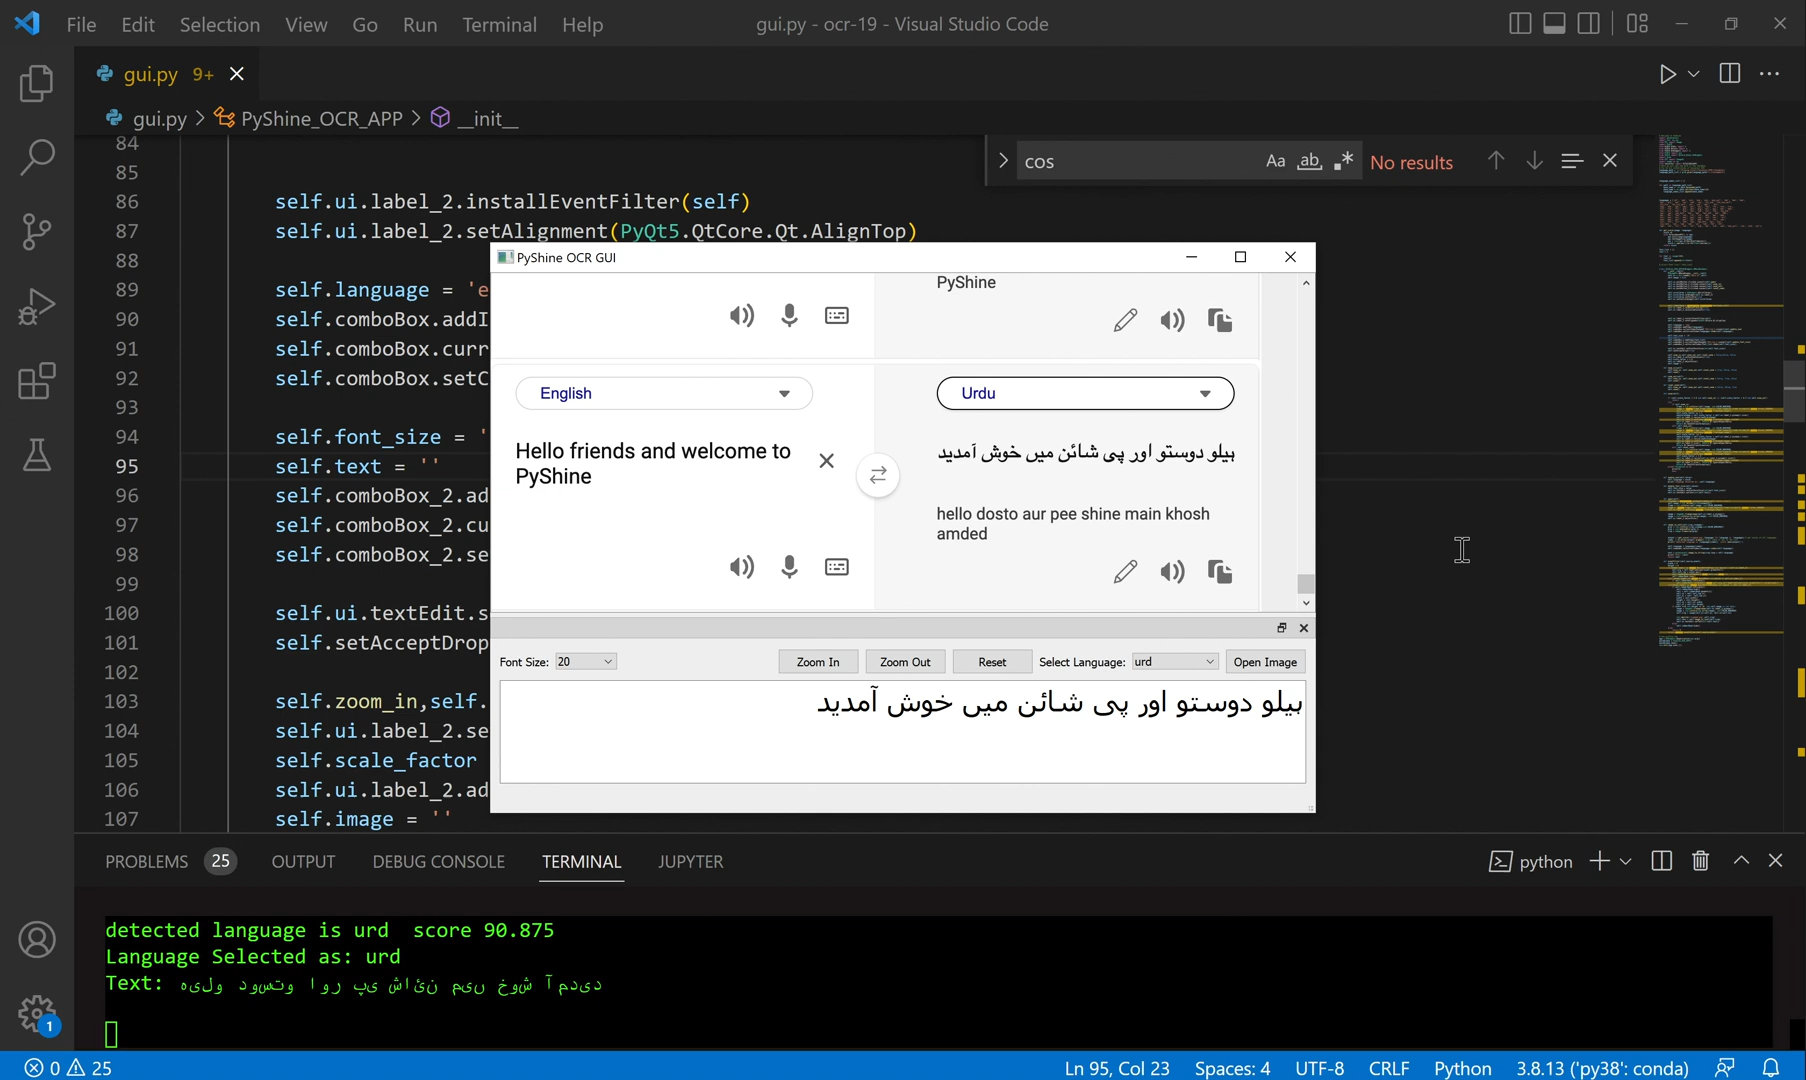 File Edit Selection View Go Run Terminal Help
gui.py - ocr-19 - Visual Studio Code
gui.py 9+
gui.py > PyShine_OCR_APP > __init__
cos
Aa ab .* No results
84
85
86 self.ui.label_2.installEventFilter(self)
87 self.ui.label_2.setAlignment(PyQt5.QtCore.Qt.AlignTop)
88
89 self.language = 'e
90 self.comboBox.addI
91 self.comboBox.curr
92 self.comboBox.setC
93
94 self.font_size = '
95 self.text = ''
96 self.comboBox_2.ad
97 self.comboBox_2.cu
98 self.comboBox_2.se
99
100 self.ui.textEdit.s
101 self.setAcceptDrop
102
103 self.zoom_in,self.
104 self.ui.label_2.se
105 self.scale_factor
106 self.ui.label_2.ad
107 self.image = ''
PyShine OCR GUI
PyShine
English
Urdu
Hello friends and welcome to
PyShine
ہیلو دوستو اور پی شائن میں خوش آمدید
hello dosto aur pee shine main khosh
amded
Font Size: 20 Zoom In Zoom Out Reset Select Language: urd Open Image
ہیلو دوستو اور پی شائن میں خوش آمدید
PROBLEMS 25 OUTPUT DEBUG CONSOLE TERMINAL JUPYTER
python
detected language is urd score 90.875
Language Selected as: urd
Text: ہیلو دوستو اور پی شائن میں خوش آمدید
1
0 25
Ln 95, Col 23 Spaces: 4 UTF-8 CRLF Python 3.8.13 ('py38': conda)